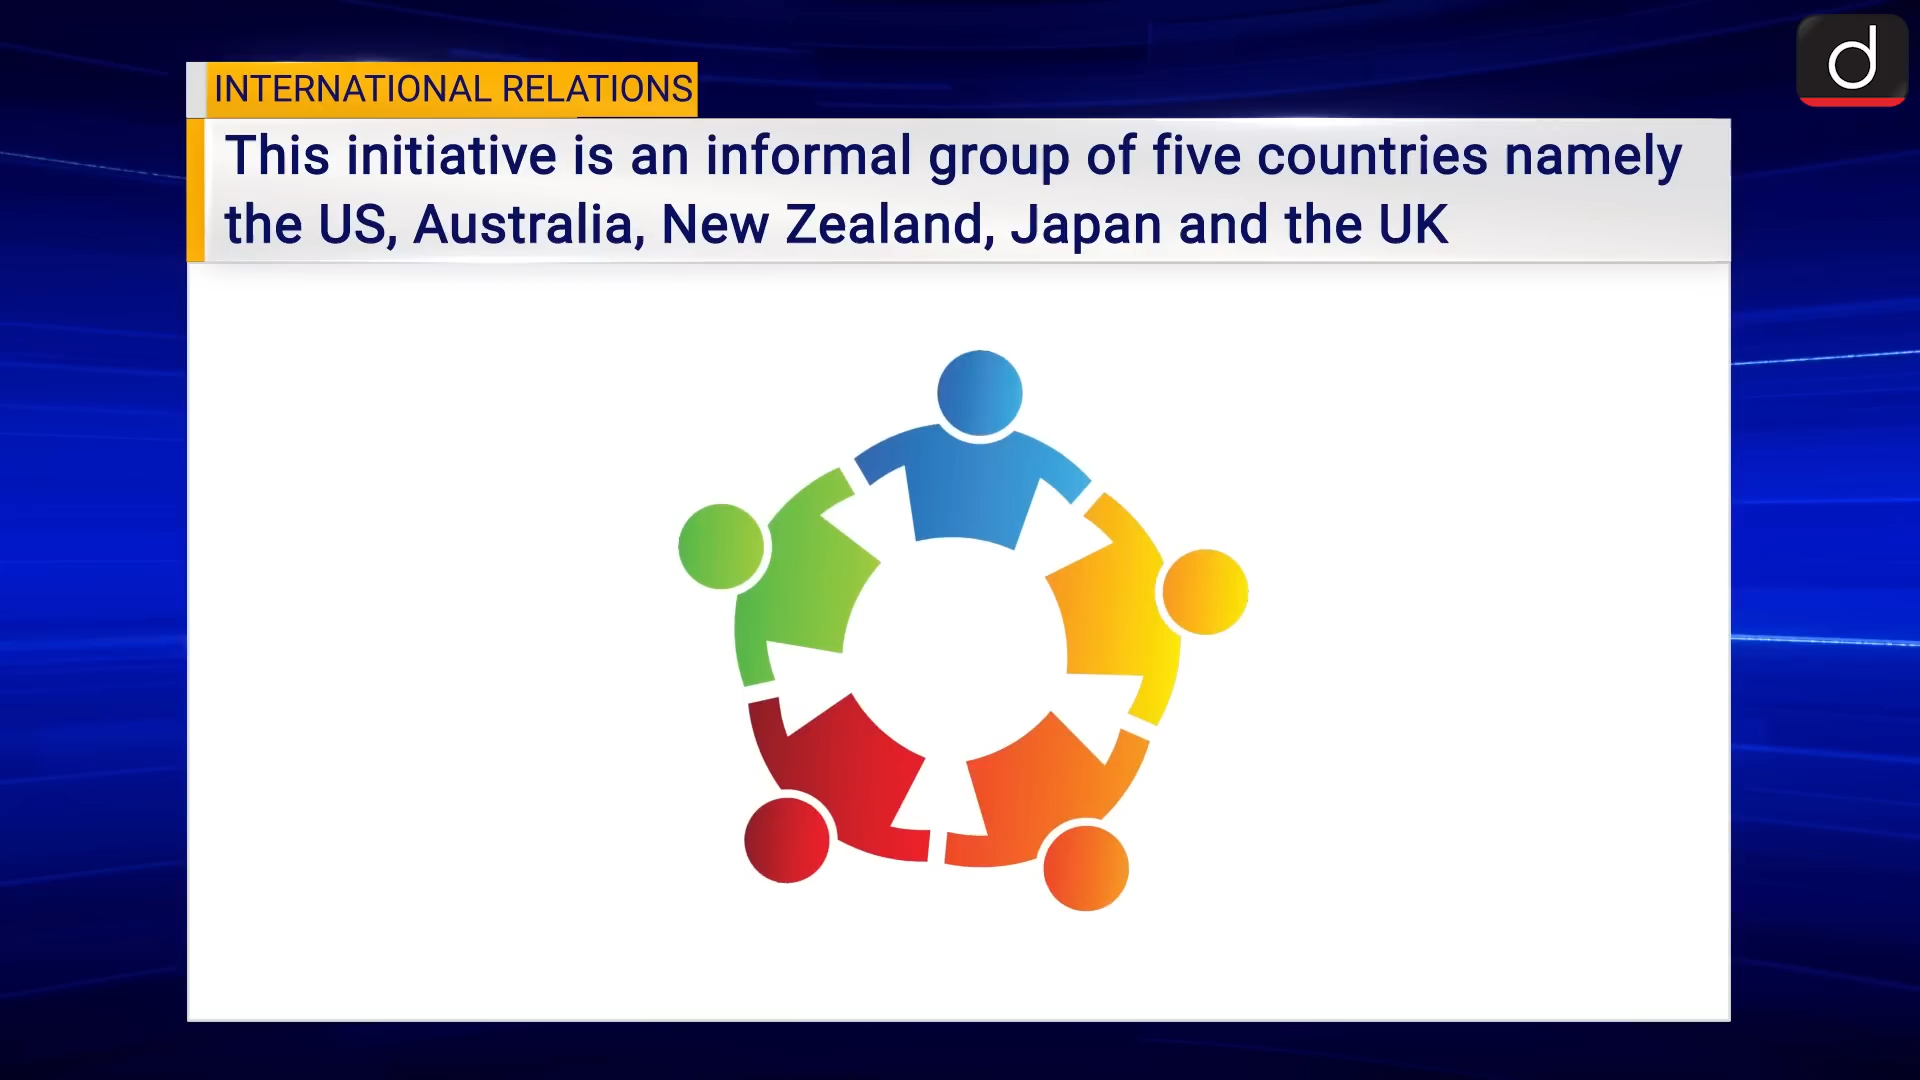 d
INTERNATIONAL RELATIONS
This initiative is an informal group of five countries namely
the US, Australia, New Zealand, Japan and the UK